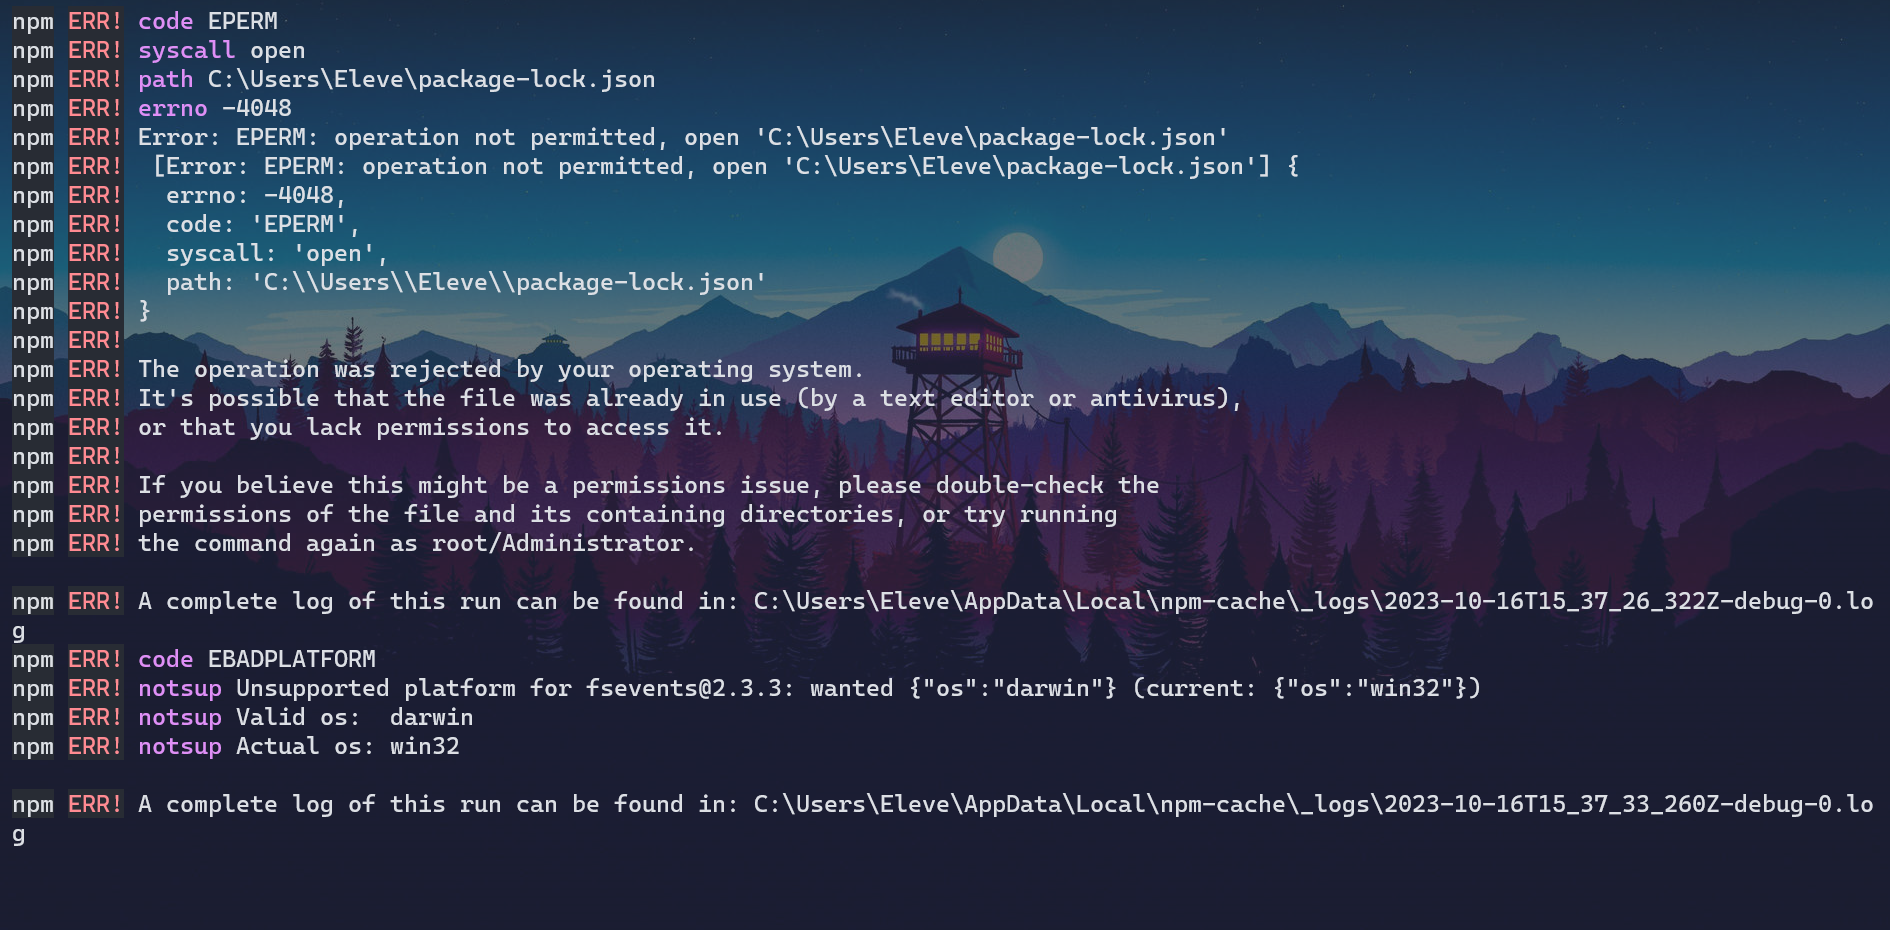 npm ERR! code EPERM
npm ERR! syscall open
npm ERR! path C:\Users\Eleve\package-lock.json
npm ERR! errno -4048
npm ERR! Error: EPERM: operation not permitted, open 'C:\Users\Eleve\package-lock.json'
npm ERR!  [Error: EPERM: operation not permitted, open 'C:\Users\Eleve\package-lock.json'] {
npm ERR!   errno: -4048,
npm ERR!   code: 'EPERM',
npm ERR!   syscall: 'open',
npm ERR!   path: 'C:\\Users\\Eleve\\package-lock.json'
npm ERR! }
npm ERR!
npm ERR! The operation was rejected by your operating system.
npm ERR! It's possible that the file was already in use (by a text editor or antivirus),
npm ERR! or that you lack permissions to access it.
npm ERR!
npm ERR! If you believe this might be a permissions issue, please double-check the
npm ERR! permissions of the file and its containing directories, or try running
npm ERR! the command again as root/Administrator.
npm ERR! A complete log of this run can be found in: C:\Users\Eleve\AppData\Local\npm-cache\_logs\2023-10-16T15_37_26_322Z-debug-0.lo
g
npm ERR! code EBADPLATFORM
npm ERR! notsup Unsupported platform for fsevents@2.3.3: wanted {"os":"darwin"} (current: {"os":"win32"})
npm ERR! notsup Valid os:  darwin
npm ERR! notsup Actual os: win32
npm ERR! A complete log of this run can be found in: C:\Users\Eleve\AppData\Local\npm-cache\_logs\2023-10-16T15_37_33_260Z-debug-0.lo
g